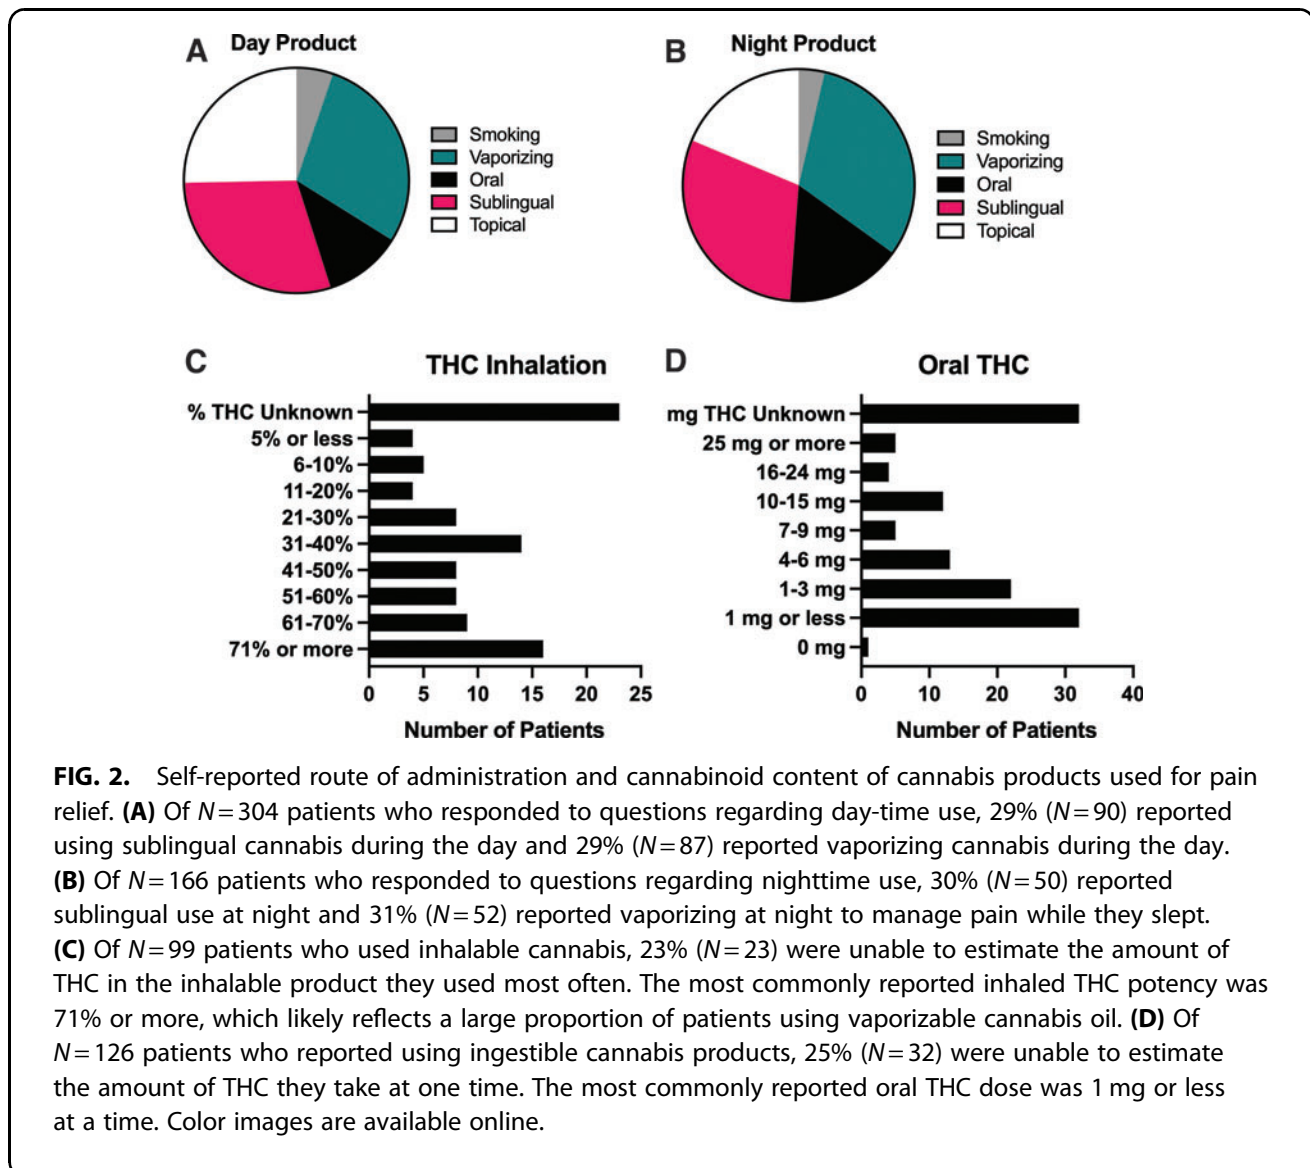 A Day Product
Smoking
Vaporizing
Oral
Sublingual
Topical
B Night Product
Smoking
Vaporizing
Oral
Sublingual
Topical
C THC Inhalation
% THC Unknown
5% or less
6-10%
11-20%
21-30%
31-40%
41-50%
51-60%
61-70%
71% or more
0 5 10 15 20 25
Number of Patients
D Oral THC
mg THC Unknown
25 mg or more
16-24 mg
10-15 mg
7-9 mg
4-6 mg
1-3 mg
1 mg or less
0 mg
0 10 20 30 40
Number of Patients
FIG. 2. Self-reported route of administration and cannabinoid content of cannabis products used for pain
relief. (A) Of N = 304 patients who responded to questions regarding day-time use, 29% (N = 90) reported
using sublingual cannabis during the day and 29% (N = 87) reported vaporizing cannabis during the day.
(B) Of N = 166 patients who responded to questions regarding nighttime use, 30% (N = 50) reported
sublingual use at night and 31% (N = 52) reported vaporizing at night to manage pain while they slept.
(C) Of N = 99 patients who used inhalable cannabis, 23% (N = 23) were unable to estimate the amount of
THC in the inhalable product they used most often. The most commonly reported inhaled THC potency was
71% or more, which likely reflects a large proportion of patients using vaporizable cannabis oil. (D) Of
N = 126 patients who reported using ingestible cannabis products, 25% (N = 32) were unable to estimate
the amount of THC they take at one time. The most commonly reported oral THC dose was 1 mg or less
at a time. Color images are available online.